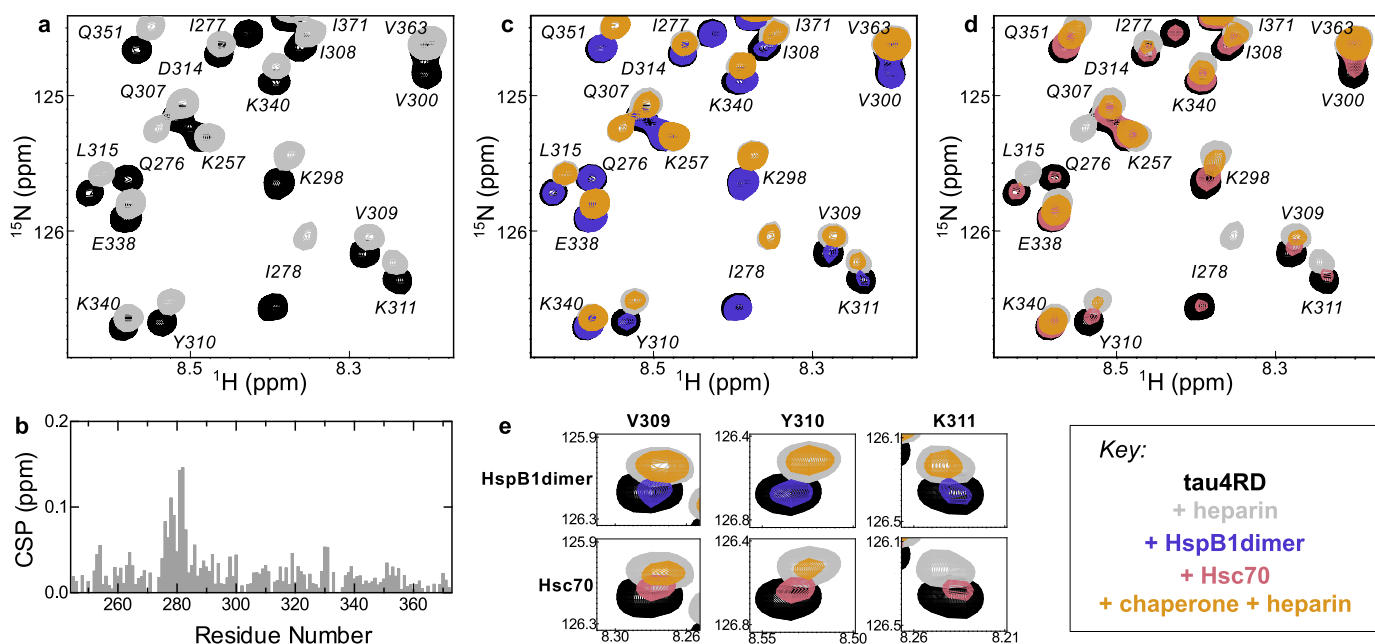 a
Q351
I277
I371
V363
D314
I308
Q307
K340
V300
L315
Q276
K257
K298
V309
E338
I278
K311
K340
Y310
125
126
15N (ppm)
8.5
8.3
1H (ppm)
c
Q351
I277
I371
V363
D314
I308
Q307
K340
V300
L315
Q276
K257
K298
V309
E338
I278
K311
K340
Y310
125
126
15N (ppm)
8.5
8.3
1H (ppm)
d
Q351
I277
I371
V363
D314
I308
Q307
K340
V300
L315
Q276
K257
K298
V309
E338
I278
K311
K340
Y310
125
126
15N (ppm)
8.5
8.3
1H (ppm)
b
0.2
0.1
0.0
CSP (ppm)
260 280 300 320 340 360
Residue Number
e
V309 Y310 K311
HspB1dimer
125.9
126.3
126.4
126.8
126.1
126.5
Hsc70
125.9
126.3
126.4
126.8
126.1
126.5
8.30 8.26
8.55 8.50
8.26 8.21
Key:
tau4RD
+ heparin
+ HspB1dimer
+ Hsc70
+ chaperone + heparin